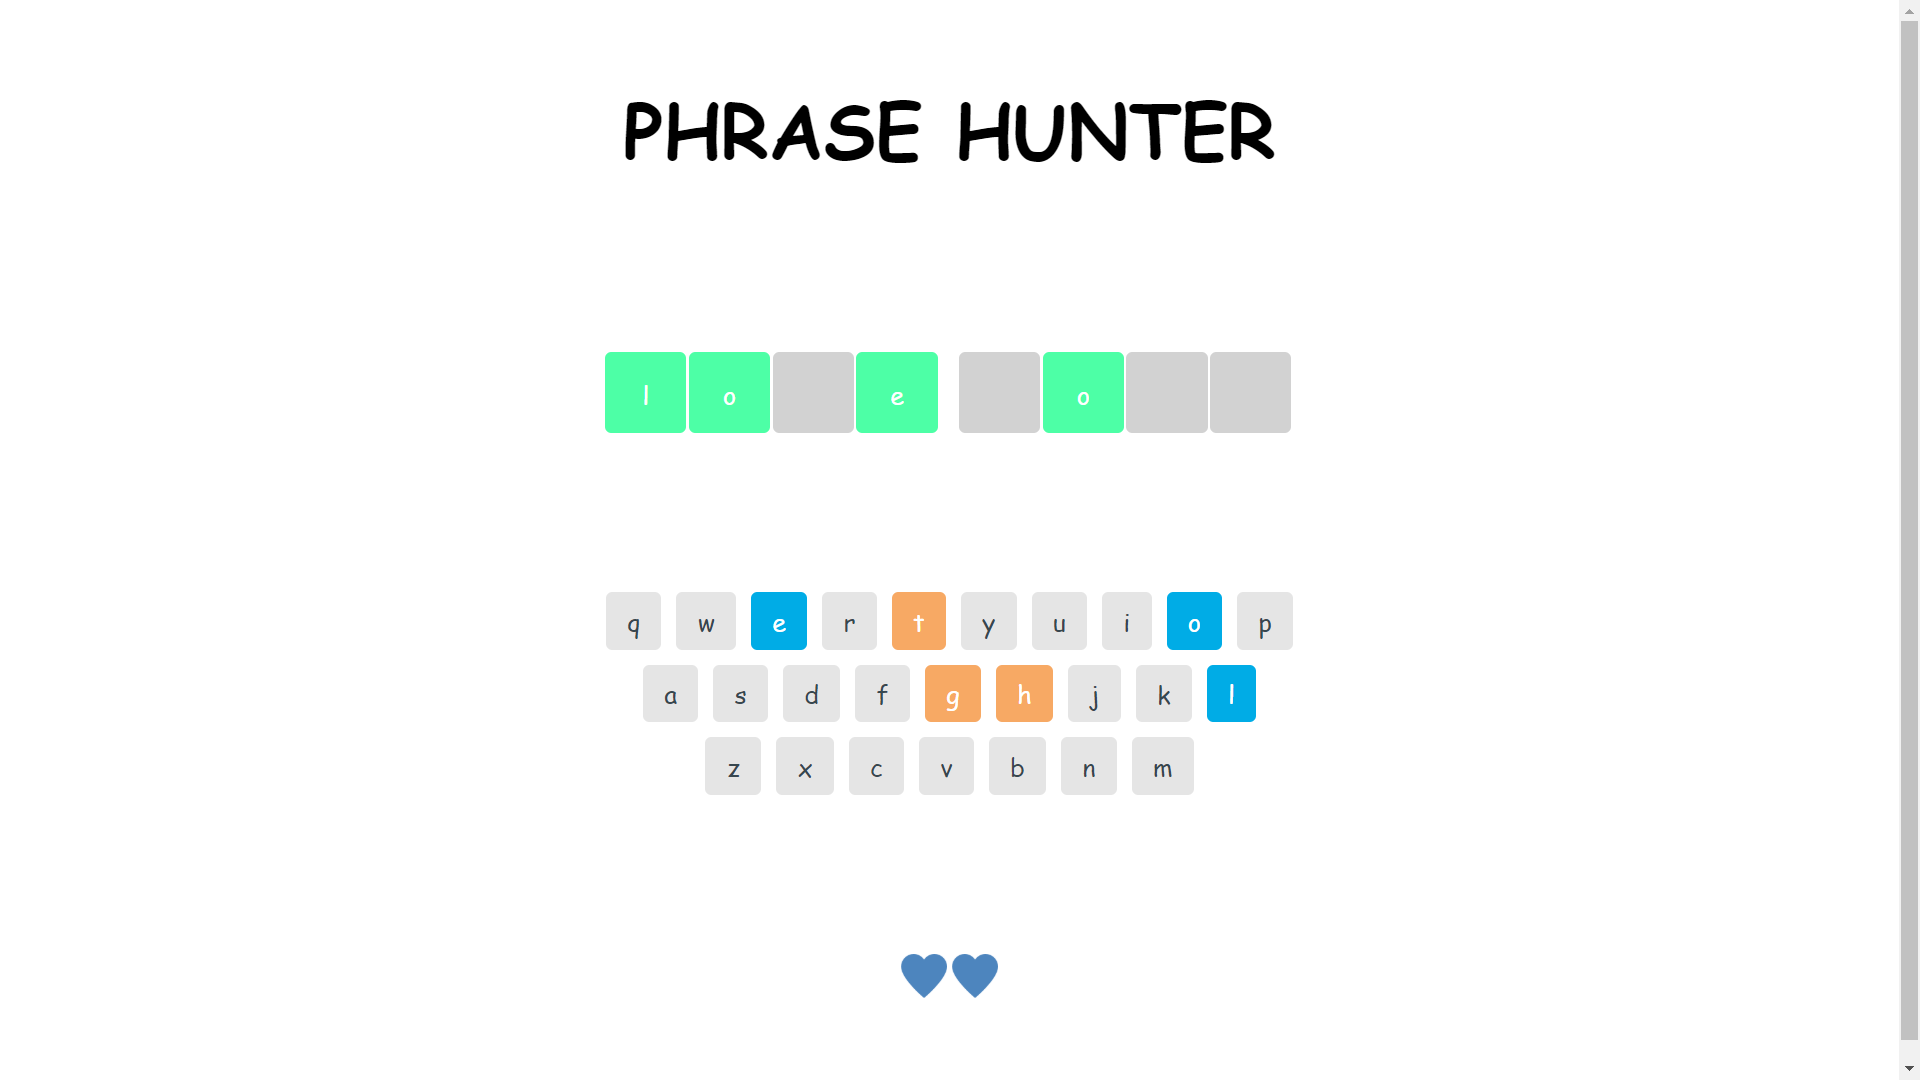 PHRASE HUNTER
l o e o
q w e r t y u i o p
a s d f g h j k l
z x c v b n m